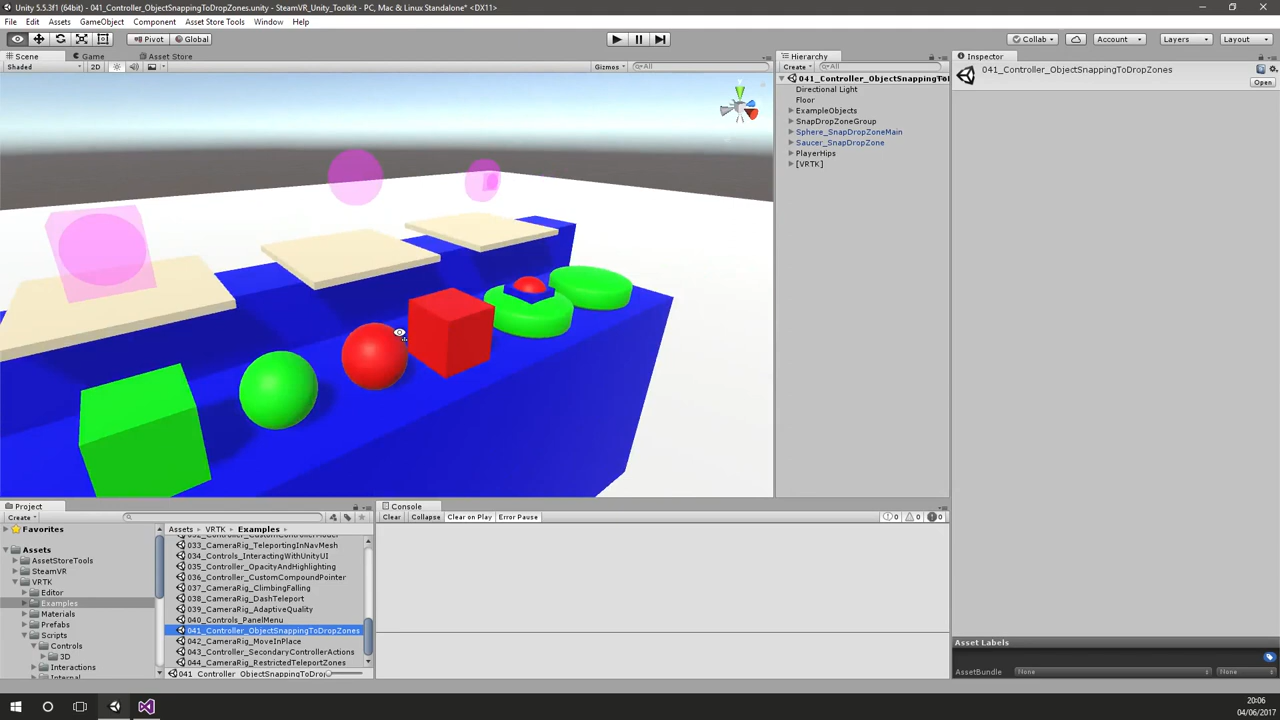 Unity 5.5.3f1 (64bit) - 041_Controller_ObjectSnappingToDropZones.unity - SteamVR_Unity_Toolkit - PC, Mac & Linux Standalone* <DX11>
File Edit Assets GameObject Component Asset Store Tools Window Help
Pivot Global Collab Account Layers Layout
Scene Game Asset Store
Shaded 2D Gizmos All
Hierarchy
Create All
041_Controller_ObjectSnappingTo
Directional Light
Floor
ExampleObjects
SnapDropZoneGroup
Sphere_SnapDropZoneMain
Saucer_SnapDropZone
PlayerHips
[VRTK]
Inspector
041_Controller_ObjectSnappingToDropZones
Open
Project
Create
Favorites
Assets
AssetStoreTools
SteamVR
VRTK
Editor
Examples
Materials
Prefabs
Scripts
Controls
3D
Interactions
Internal
Assets VRTK Examples
033_CameraRig_TeleportingInNavMesh
034_Controls_InteractingWithUnityUI
035_Controller_OpacityAndHighlighting
036_Controller_CustomCompoundPointer
037_CameraRig_ClimbingFalling
038_CameraRig_DashTeleport
039_CameraRig_AdaptiveQuality
040_Controls_PanelMenu
041_Controller_ObjectSnappingToDropZones
042_CameraRig_MoveInPlace
043_Controller_SecondaryControllerActions
044_CameraRig_RestrictedTeleportZones
041_Controller_ObjectSnappingToDrop
Console
Clear Collapse Clear on Play Error Pause 0 0 0
Asset Labels
AssetBundle None None
20:06
04/06/2017